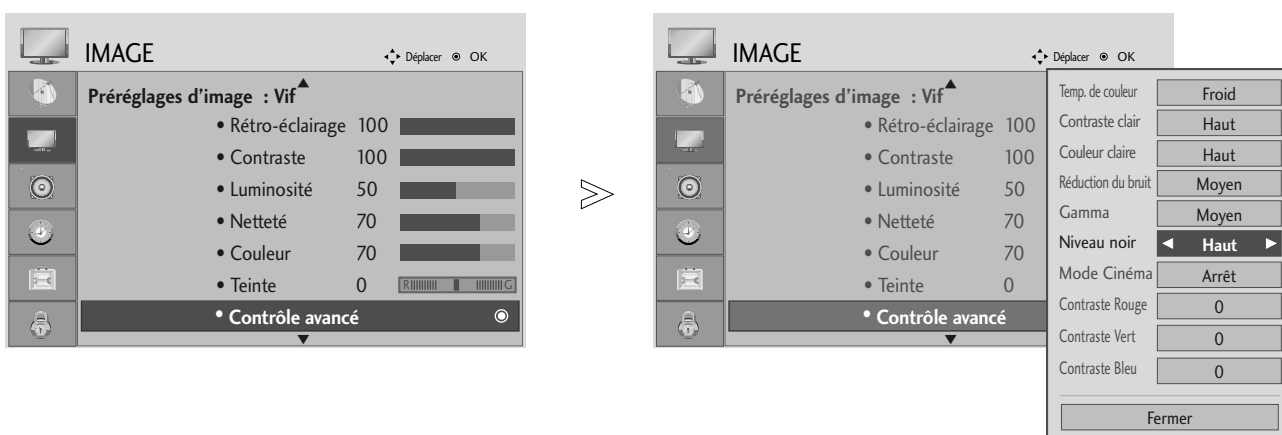 IMAGE
Déplacer OK
Préréglages d'image : Vif
• Rétro-éclairage 100
• Contraste 100
• Luminosité 50
• Netteté 70
• Couleur 70
• Teinte 0 R G
• Contrôle avancé
IMAGE
Déplacer OK
Préréglages d'image : Vif
• Rétro-éclairage 100
• Contraste 100
• Luminosité 50
• Netteté 70
• Couleur 70
• Teinte 0
• Contrôle avancé
Temp. de couleur Froid
Contraste clair Haut
Couleur claire Haut
Réduction du bruit Moyen
Gamma Moyen
Niveau noir Haut
Mode Cinéma Arrêt
Contraste Rouge 0
Contraste Vert 0
Contraste Bleu 0
Fermer